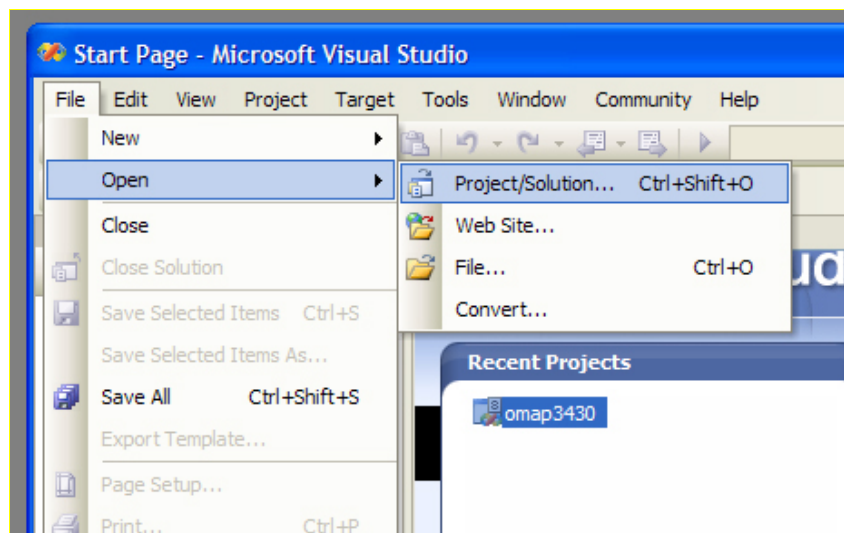 Start Page - Microsoft Visual Studio
File Edit View Project Target Tools Window Community Help
New
Open
Project/Solution... Ctrl+Shift+O
Close
Web Site...
Close Solution
File... Ctrl+O
Save Selected Items Ctrl+S
Convert...
Save Selected Items As...
Recent Projects
Save All Ctrl+Shift+S
omap3430
Export Template...
Page Setup...
Print... Ctrl+P